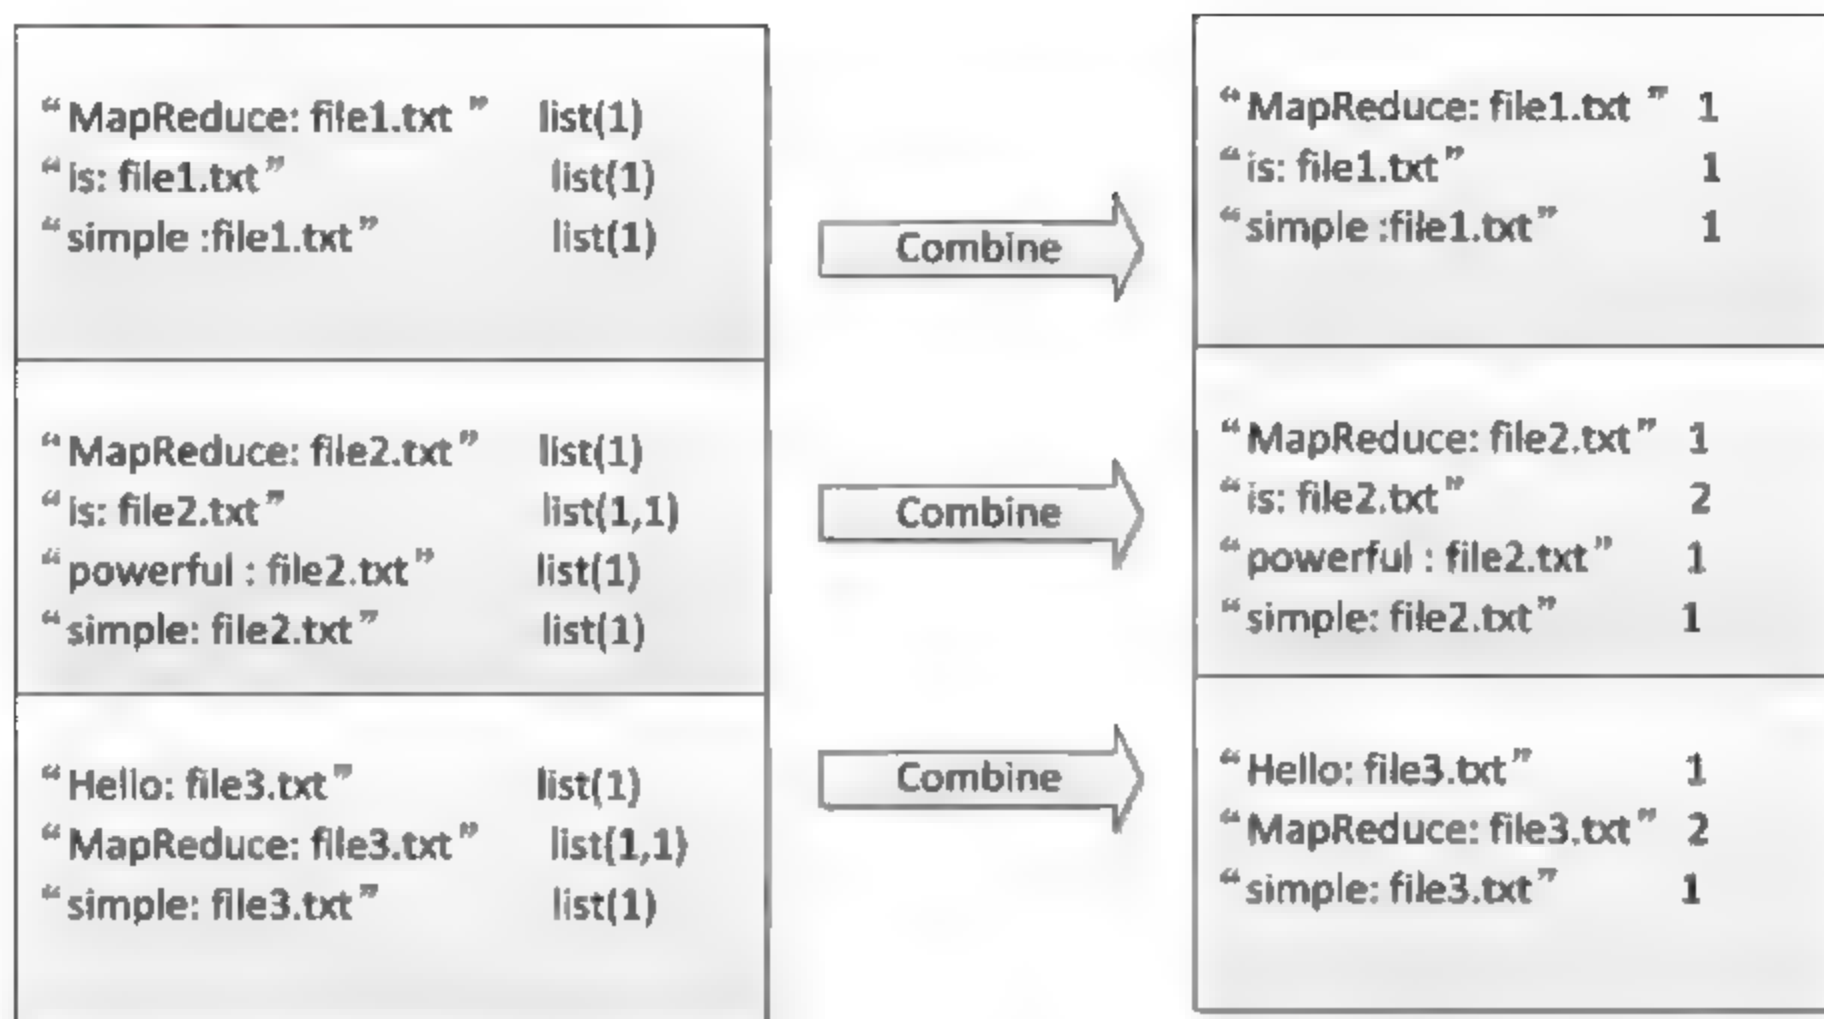 “MapReduce: file1.txt ” list(1)
“is: file1.txt” list(1)
“simple :file1.txt” list(1)
Combine
“MapReduce: file1.txt ” 1
“is: file1.txt” 1
“simple :file1.txt” 1
“MapReduce: file2.txt” list(1)
“is: file2.txt” list(1,1)
“powerful : file2.txt” list(1)
“simple: file2.txt” list(1)
Combine
“MapReduce: file2.txt” 1
“is: file2.txt” 2
“powerful : file2.txt” 1
“simple: file2.txt” 1
“Hello: file3.txt” list(1)
“MapReduce: file3.txt” list(1,1)
“simple: file3.txt” list(1)
Combine
“Hello: file3.txt” 1
“MapReduce: file3.txt” 2
“simple: file3.txt” 1